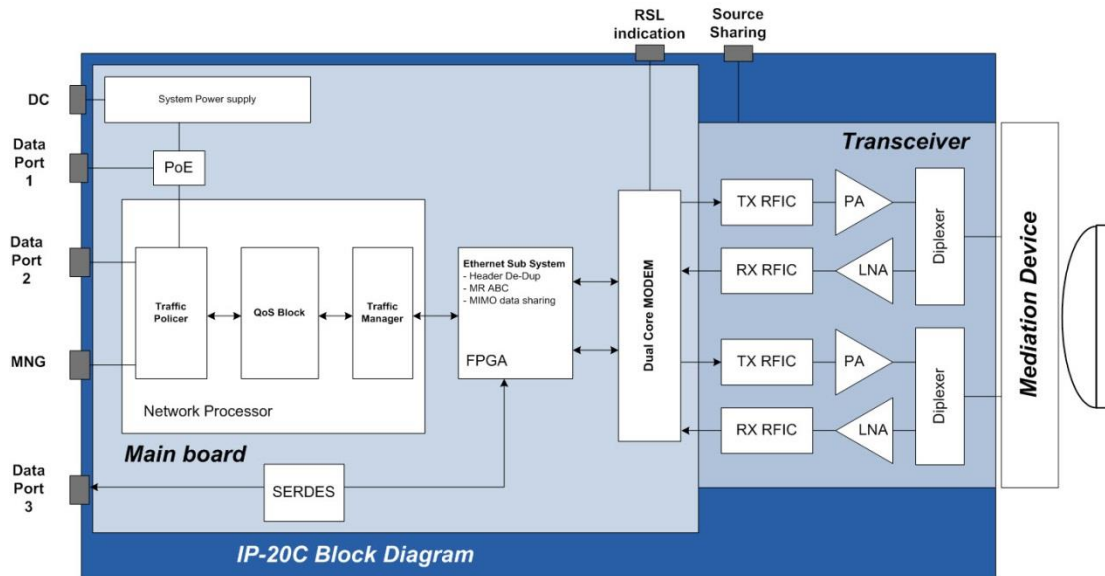 RSL
indication
Source
Sharing
DC
System Power supply
Data
Port
1
PoE
Transceiver
TX RFIC
PA
Diplexer
RX RFIC
LNA
Data
Port
2
Traffic
Policer
QoS Block
Traffic
Manager
Ethernet Sub System
- Header De-Dup
- MR ABC
- MIMO data sharing
FPGA
Dual Core MODEM
MNG
Network Processor
TX RFIC
PA
Diplexer
RX RFIC
LNA
Mediation Device
Main board
Data
Port
3
SERDES
IP-20C Block Diagram